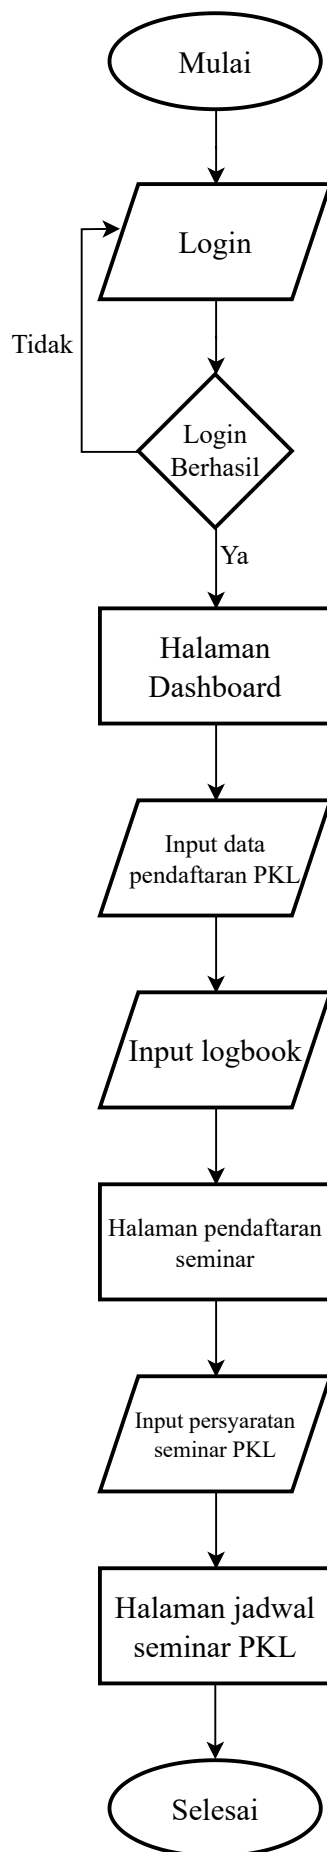 Mulai
Login
Tidak
Login
Berhasil
Ya
Halaman
Dashboard
Input data
pendaftaran PKL
Input logbook
Halaman pendaftaran
seminar
Input persyaratan
seminar PKL
Halaman jadwal
seminar PKL
Selesai